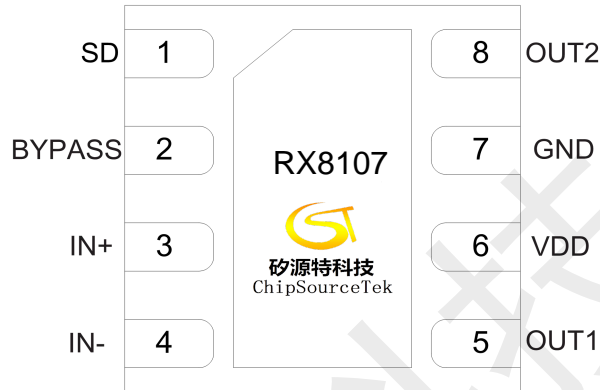 SD 1 8 OUT2
BYPASS 2 7 GND
RX8107
IN+ 3 6 VDD
矽源特科技
ChipSourceTek
IN- 4 5 OUT1